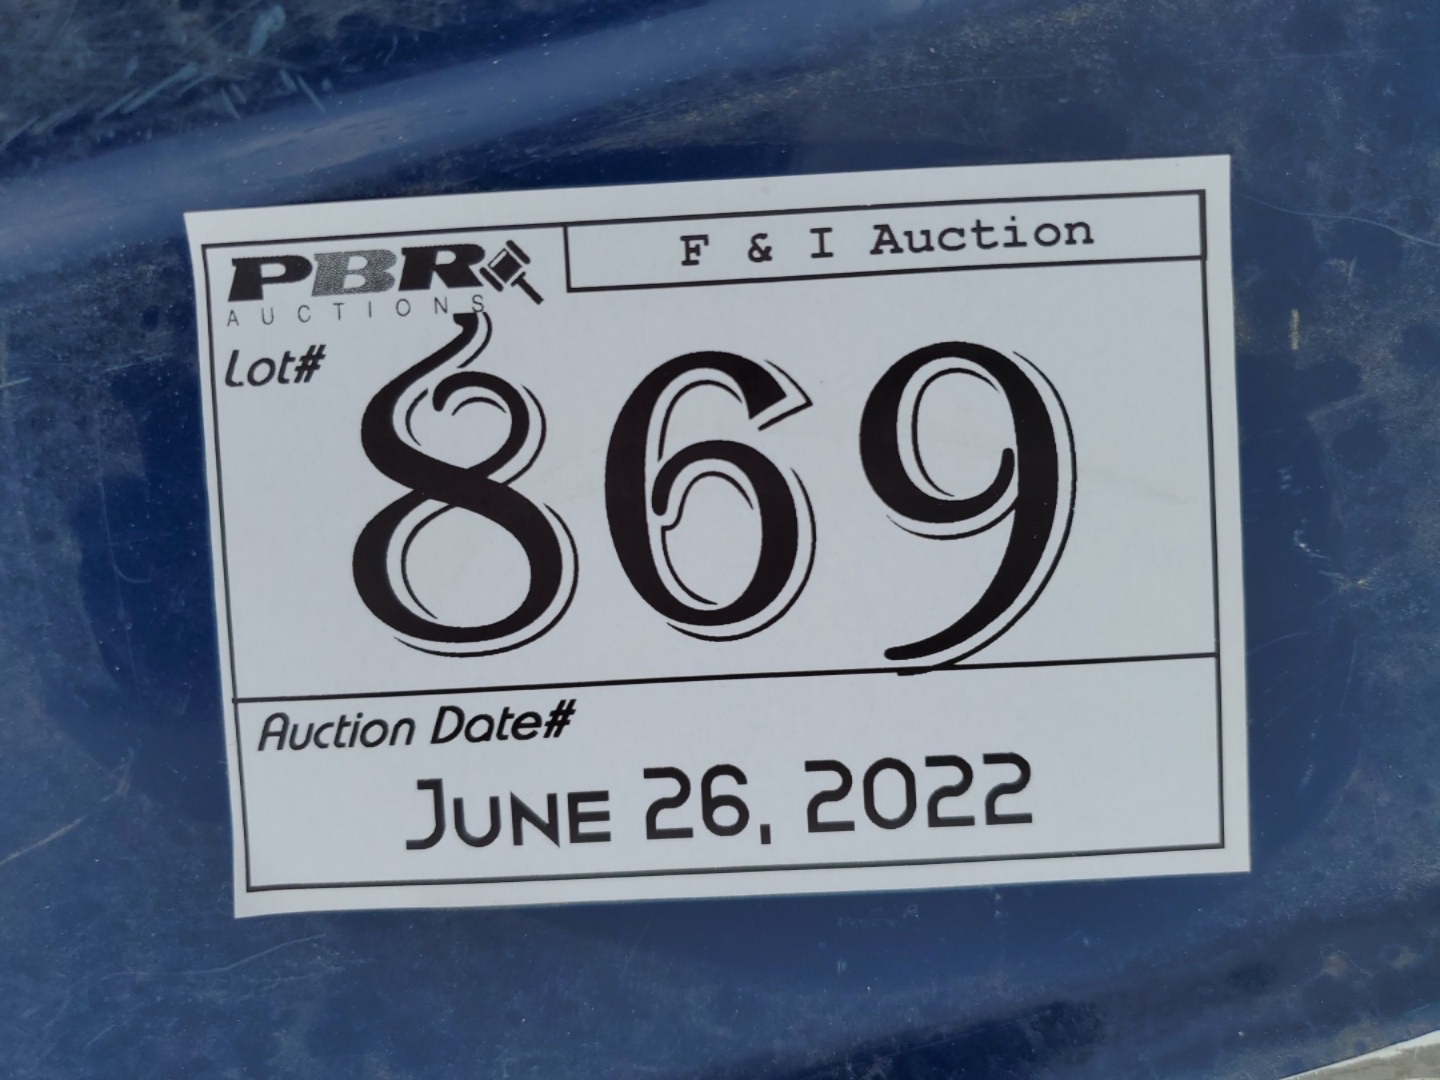 PBR
AUCTIONS
F & I Auction
Lot#
869
Auction Date#
June 26, 2022